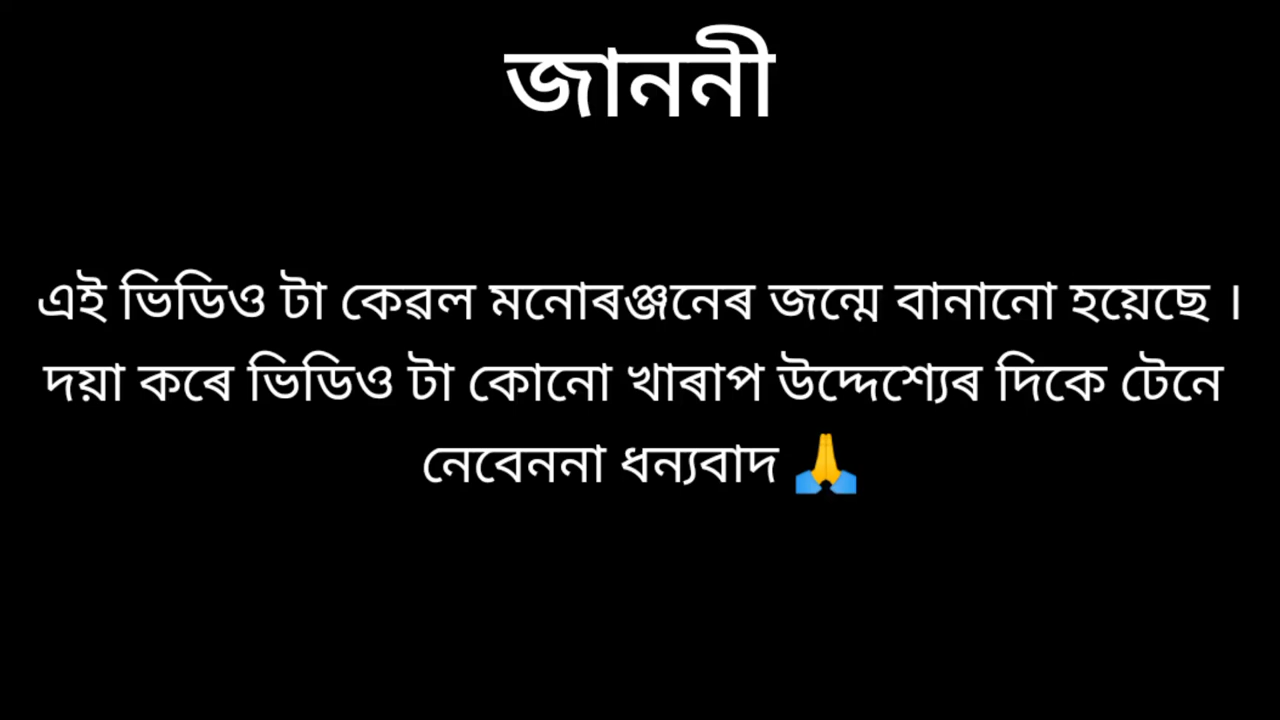 জাননী
এই ভিডিও টা কেৱল মনোৰঞ্জনেৰ জন্মে বানানো হয়েছে ।
দয়া কৰে ভিডিও টা কোনো খাৰাপ উদ্দেশ্যেৰ দিকে টেনে
নেবেননা ধন্যবাদ 🙏